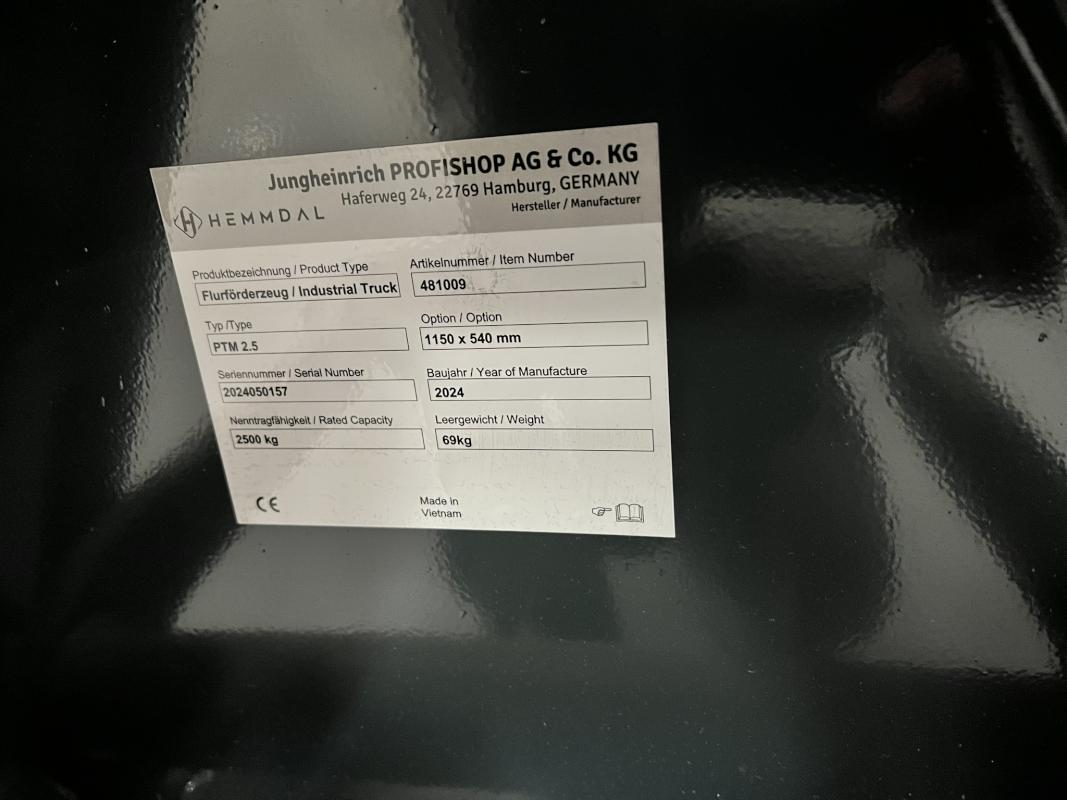 Jungheinrich PROFISHOP AG & Co. KG
Haferweg 24, 22769 Hamburg, GERMANY
HEMMDAL
Hersteller / Manufacturer
Produktbezeichnung / Product Type
Flurförderzeug / Industrial Truck
Artikelnummer / Item Number
481009
Typ /Type
PTM 2.5
Option / Option
1150 x 540 mm
Seriennummer / Serial Number
2024050157
Baujahr / Year of Manufacture
2024
Nenntragfähigkeit / Rated Capacity
2500 kg
Leergewicht / Weight
69kg
CE
Made in
Vietnam